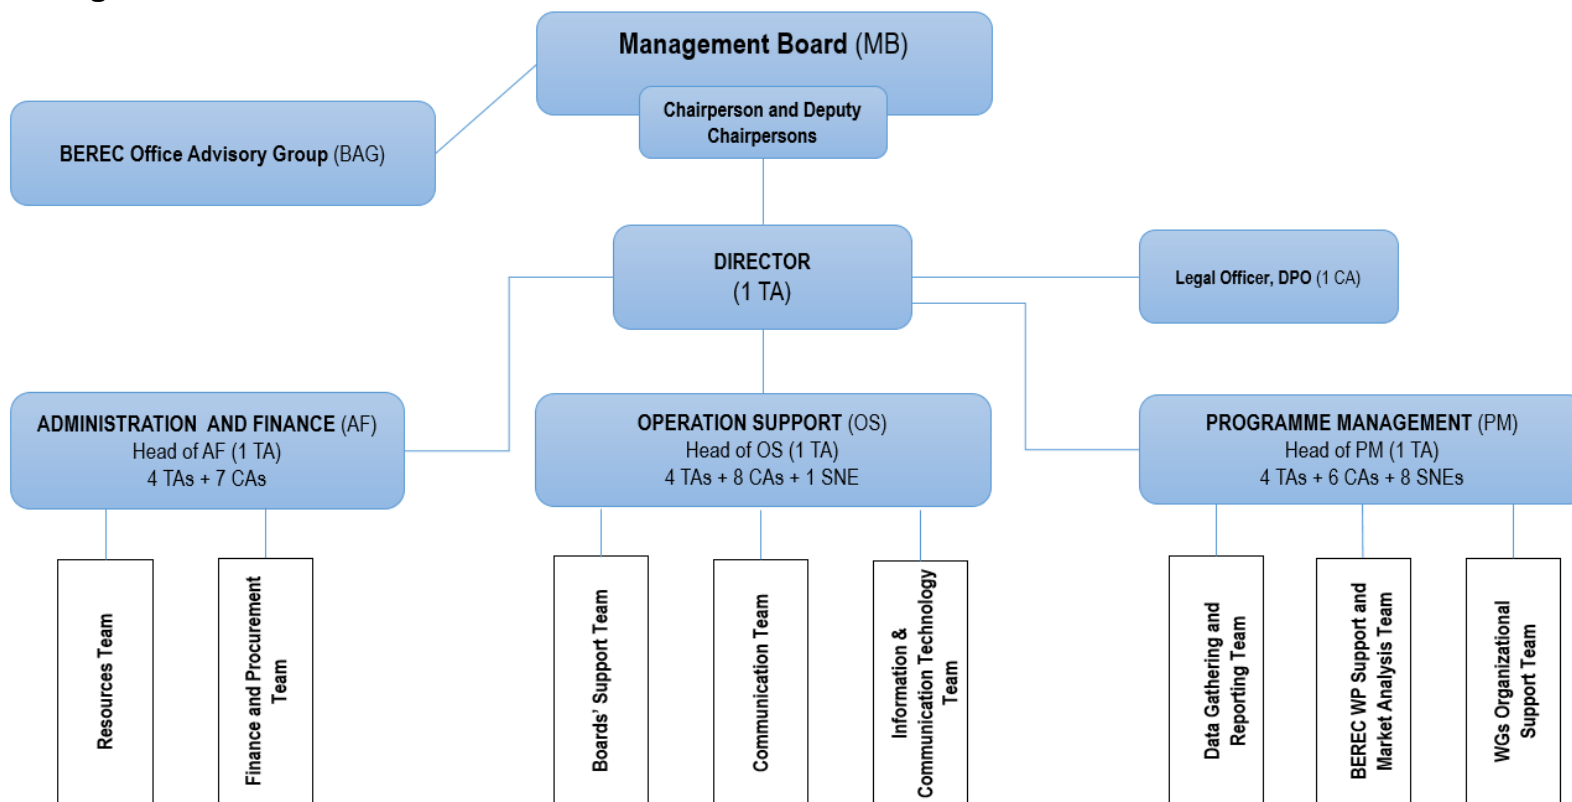 Management Board (MB)
Chairperson and Deputy
Chairpersons
BEREC Office Advisory Group (BAG)
DIRECTOR
(1 TA)
Legal Officer, DPO (1 CA)
ADMINISTRATION AND FINANCE (AF)
Head of AF (1 TA)
4 TAs + 7 CAs
OPERATION SUPPORT (OS)
Head of OS (1 TA)
4 TAs + 8 CAs + 1 SNE
PROGRAMME MANAGEMENT (PM)
Head of PM (1 TA)
4 TAs + 6 CAs + 8 SNEs
Resources Team
Finance and Procurement
Team
Boards' Support Team
Communication Team
Information &
Communication Technology
Team
Data Gathering and
Reporting Team
BEREC WP Support and
Market Analysis Team
WGs Organizational
Support Team